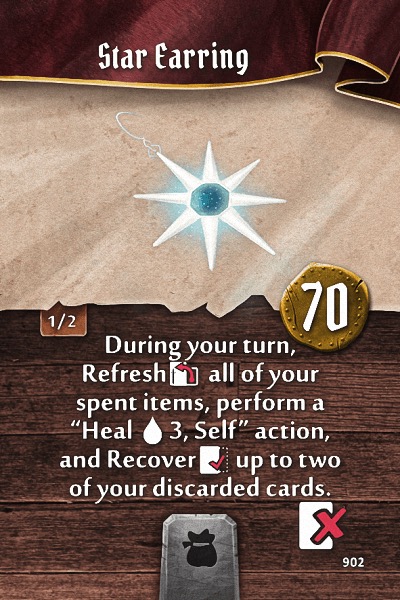 Star Earring
70
1/2
During your turn,
Refresh all of your
spent items, perform a
“Heal 3, Self” action,
and Recover up to two
of your discarded cards.
902